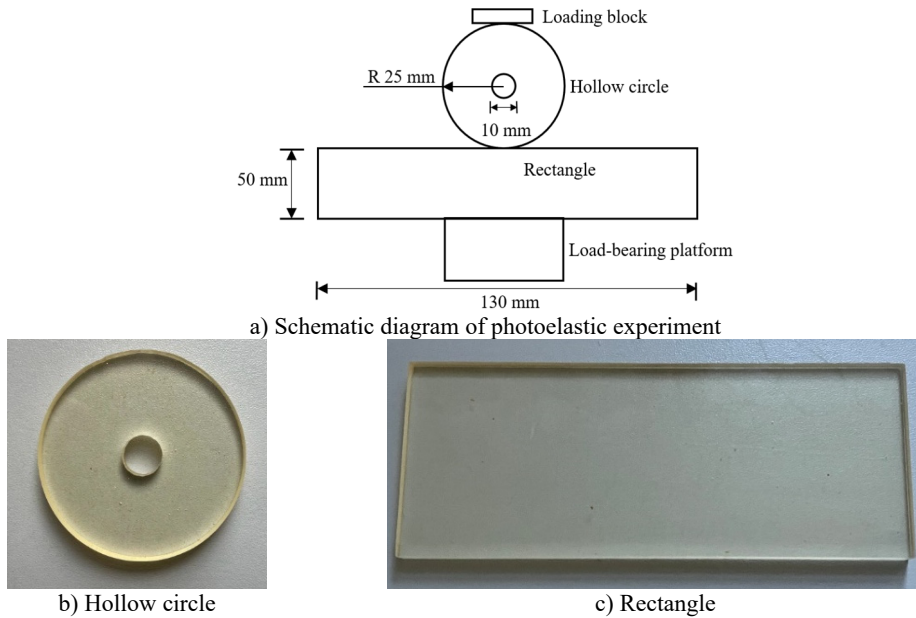 Loading block
R 25 mm
Hollow circle
10 mm
50 mm
Rectangle
Load-bearing platform
130 mm
a) Schematic diagram of photoelastic experiment
b) Hollow circle
c) Rectangle